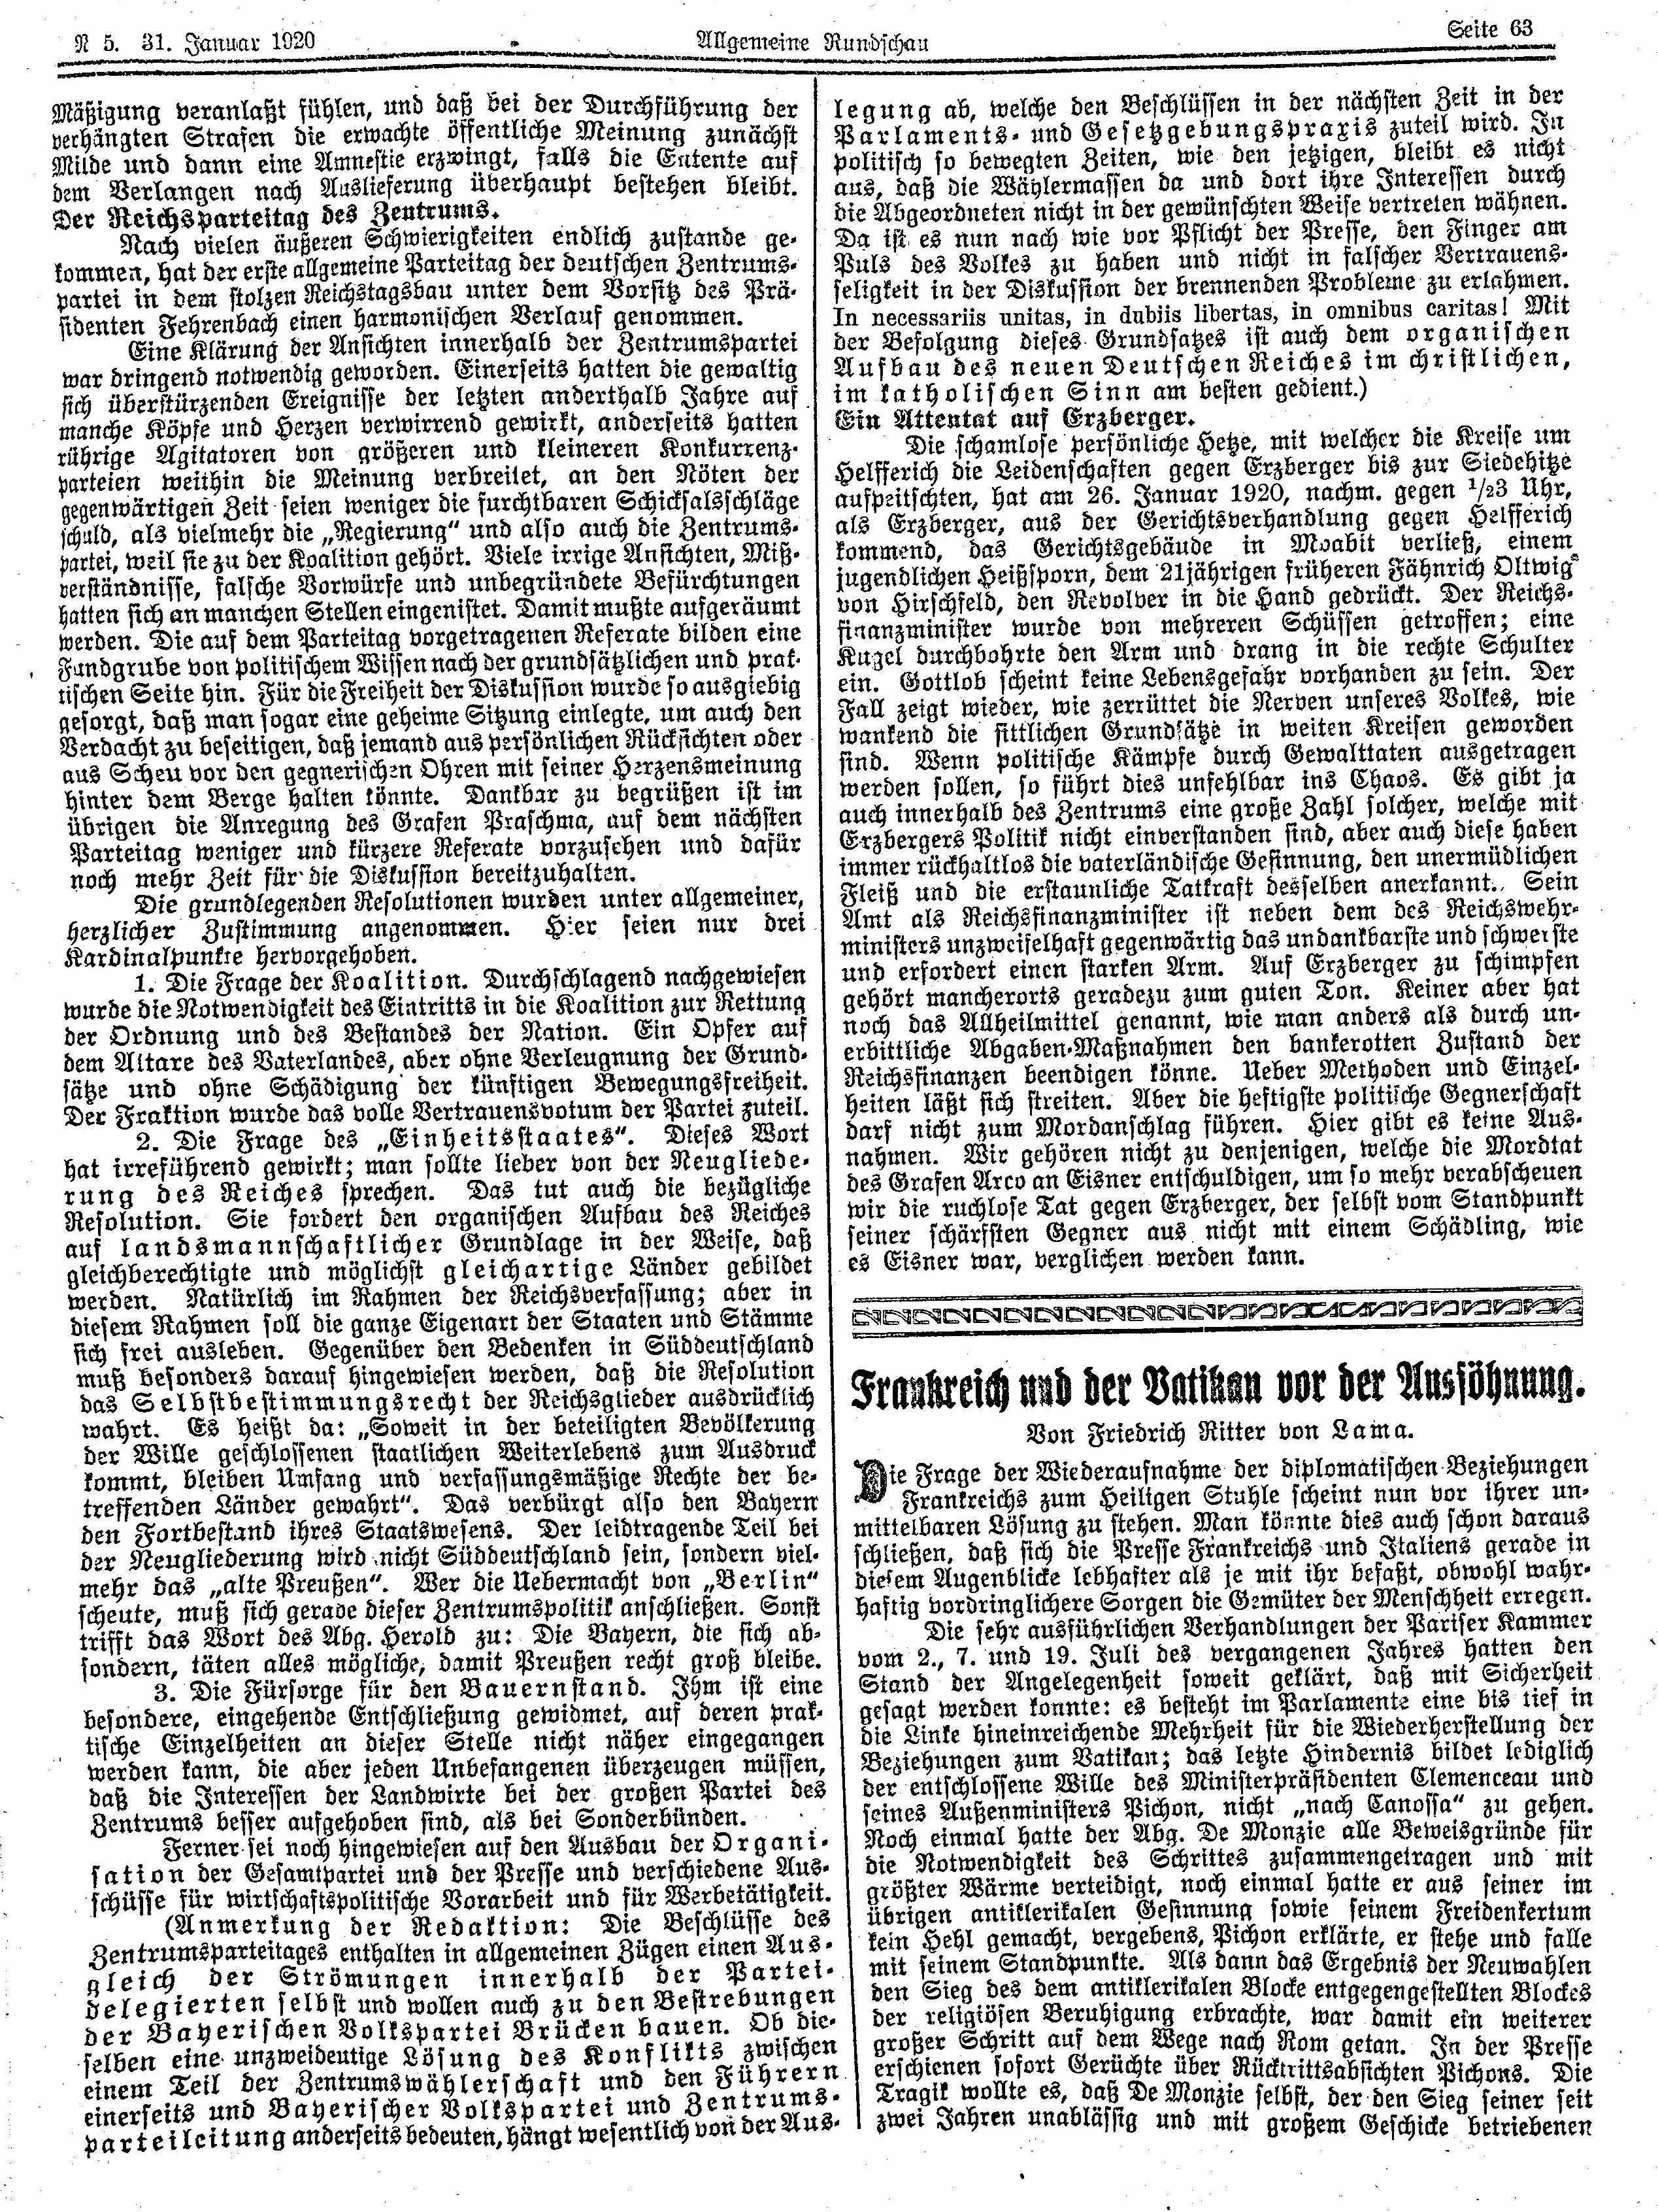 N 5. 31. Januar 1920
Allgemeine Rundschau
Seite 63
Mäßigung veranlaßt fühlen, und daß bei der Durchführung der
verhängten Strafen die erwachte öffentliche Meinung zunächst
Milde und dann eine Amnestie erzwingt, falls die Entente auf
dem Verlangen nach Auslieferung überhaupt bestehen bleibt.
Der Reichsparteitag des Zentrums.
Nach vielen äußeren Schwierigkeiten endlich zustande ge-
kommen, hat der erste allgemeine Parteitag der deutschen Zentrums-
partei in dem stolzen Reichstagsbau unter dem Vorsitz des Prä-
sidenten Fehrenbach einen harmonischen Verlauf genommen.
Eine Klärung der Ansichten innerhalb der Zentrumspartei
war dringend notwendig geworden. Einerseits hatten die gewaltig
sich überstürzenden Ereignisse der letzten anderthalb Jahre auf
manche Köpfe und Herzen verwirrend gewirkt, anderseits hatten
rührige Agitatoren von größeren und kleineren Konkurrenz-
parteien weithin die Meinung verbreitet, an den Nöten der
gegenwärtigen Zeit seien weniger die furchtbaren Schicksalsschläge
schuld, als vielmehr die „Regierung“ und also auch die Zentrums-
partei, weil sie zu der Koalition gehört. Viele irrige Ansichten, Miß-
verständnisse, falsche Vorwürfe und unbegründete Befürchtungen
hatten sich an manchen Stellen eingenistet. Damit mußte aufgeräumt
werden. Die auf dem Parteitag vorgetragenen Referate bilden eine
Fundgrube von politischem Wissen nach der grundsätzlichen und prak-
tischen Seite hin. Für die Freiheit der Diskussion wurde so ausgiebig
gesorgt, daß man sogar eine geheime Sitzung einlegte, um auch den
Verdacht zu beseitigen, daß jemand aus persönlichen Rücksichten oder
aus Scheu vor den gegnerischen Ohren mit seiner Herzensmeinung
hinter dem Berge halten könnte. Dankbar zu begrüßen ist im
übrigen die Anregung des Grafen Praschma, auf dem nächsten
Parteitag weniger und kürzere Referate vorzusehen und dafür
noch mehr Zeit für die Diskussion bereitzuhalten.
Die grundlegenden Resolutionen wurden unter allgemeiner,
herzlicher Zustimmung angenommen. Hier seien nur drei
Kardinalpunkte hervorgehoben.
1. Die Frage der Koalition. Durchschlagend nachgewiesen
wurde die Notwendigkeit des Eintritts in die Koalition zur Rettung
der Ordnung und des Bestandes der Nation. Ein Opfer auf
dem Altare des Vaterlandes, aber ohne Verleugnung der Grund-
sätze und ohne Schädigung der künftigen Bewegungsfreiheit.
Der Fraktion wurde das volle Vertrauensvotum der Partei zuteil.
2. Die Frage des „Einheitsstaates“. Dieses Wort
hat irreführend gewirkt; man sollte lieber von der Neugliede-
rung des Reiches sprechen. Das tut auch die bezügliche
Resolution. Sie fordert den organischen Aufbau des Reiches
auf landsmannschaftlicher Grundlage in der Weise, daß
gleichberechtigte und möglichst gleichartige Länder gebildet
werden. Natürlich im Rahmen der Reichsverfassung; aber in
diesem Rahmen soll die ganze Eigenart der Staaten und Stämme
sich frei ausleben. Gegenüber den Bedenken in Süddeutschland
muß besonders darauf hingewiesen werden, daß die Resolution
das Selbstbestimmungsrecht der Reichsglieder ausdrücklich
wahrt. Es heißt da: „Soweit in der beteiligten Bevölkerung
der Wille geschlossenen staatlichen Weiterlebens zum Ausdruck
kommt, bleiben Umfang und verfassungsmäßige Rechte der be-
treffenden Länder gewahrt“. Das verbürgt also den Bayern
den Fortbestand ihres Staatswesens. Der leidtragende Teil bei
der Neugliederung wird nicht Süddeutschland sein, sondern viel-
mehr das „alte Preußen“. Wer die Uebermacht von „Berlin“
scheute, muß sich gerade dieser Zentrumspolitik anschließen. Sonst
trifft das Wort des Abg. Herold zu: Die Bayern, die sich ab-
sondern, täten alles mögliche, damit Preußen recht groß bleibe.
3. Die Fürsorge für den Bauernstand. Ihm ist eine
besondere, eingehende Entschließung gewidmet, auf deren prak-
tische Einzelheiten an dieser Stelle nicht näher eingegangen
werden kann, die aber jeden Unbefangenen überzeugen müssen,
daß die Interessen der Landwirte bei der großen Partei des
Zentrums besser aufgehoben sind, als bei Sonderbünden.
Ferner sei noch hingewiesen auf den Ausbau der Organi-
sation der Gesamtpartei und der Presse und verschiedene Aus-
schüsse für wirtschaftspolitische Vorarbeit und für Werbetätigkeit.
(Anmerkung der Redaktion: Die Beschlüsse des
Zentrumsparteitages enthalten in allgemeinen Zügen einen Aus-
gleich der Strömungen innerhalb der Partei-
delegierten selbst und wollen auch zu den Bestrebungen
der Bayerischen Volkspartei Brücken bauen. Ob die-
selben eine unzweideutige Lösung des Konflikts zwischen
einem Teil der Zentrumswählerschaft und den Führern
einerseits und Bayerischer Volkspartei und Zentrums-
parteileitung anderseits bedeuten, hängt wesentlich von der Aus-
legung ab, welche den Beschlüssen in der nächsten Zeit in der
Parlaments- und Gesetzgebungspraxis zuteil wird. In
politisch so bewegten Zeiten, wie den jetzigen, bleibt es nicht
aus, daß die Wählermassen da und dort ihre Interessen durch
die Abgeordneten nicht in der gewünschten Weise vertreten wähnen.
Da ist es nun nach wie vor Pflicht der Presse, den Finger am
Puls des Volkes zu haben und nicht in falscher Vertrauens-
seligkeit in der Diskussion der brennenden Probleme zu erlahmen.
In necessariis unitas, in dubiis libertas, in omnibus caritas! Mit
der Befolgung dieses Grundsatzes ist auch dem organischen
Aufbau des neuen Deutschen Reiches im christlichen,
im katholischen Sinn am besten gedient.)
Ein Attentat auf Erzberger.
Die schamlose persönliche Hetze, mit welcher die Kreise um
Helfferich die Leidenschaften gegen Erzberger bis zur Siedehitze
aufpeitschten, hat am 26. Januar 1920, nachm. gegen 1/23 Uhr,
als Erzberger, aus der Gerichtsverhandlung gegen Helfferich
kommend, das Gerichtsgebäude in Moabit verließ, einem
jugendlichen Heißsporn, dem 21jährigen früheren Fähnrich Oltwig
von Hirschfeld, den Revolver in die Hand gedrückt. Der Reichs-
finanzminister wurde von mehreren Schüssen getroffen; eine
Kugel durchbohrte den Arm und drang in die rechte Schulter
ein. Gottlob scheint keine Lebensgefahr vorhanden zu sein. Der
Fall zeigt wieder, wie zerrüttet die Nerven unseres Volkes, wie
wankend die sittlichen Grundsätze in weiten Kreisen geworden
sind. Wenn politische Kämpfe durch Gewalttaten ausgetragen
werden sollen, so führt dies unfehlbar ins Chaos. Es gibt ja
auch innerhalb des Zentrums eine große Zahl solcher, welche mit
Erzbergers Politik nicht einverstanden sind, aber auch diese haben
immer rückhaltlos die vaterländische Gesinnung, den unermüdlichen
Fleiß und die erstaunliche Tatkraft desselben anerkannt. Sein
Amt als Reichsfinanzminister ist neben dem des Reichswehr-
ministers unzweifelhaft gegenwärtig das undankbarste und schwerste
und erfordert einen starken Arm. Auf Erzberger zu schimpfen
gehört mancherorts geradezu zum guten Ton. Keiner aber hat
noch das Allheilmittel genannt, wie man anders als durch un-
erbittliche Abgaben-Maßnahmen den bankerotten Zustand der
Reichsfinanzen beendigen könne. Ueber Methoden und Einzel-
heiten läßt sich streiten. Aber die heftigste politische Gegnerschaft
darf nicht zum Mordanschlag führen. Hier gibt es keine Aus-
nahmen. Wir gehören nicht zu denjenigen, welche die Mordtat
des Grafen Arco an Eisner entschuldigen, um so mehr verabscheuen
wir die ruchlose Tat gegen Erzberger, der selbst vom Standpunkt
seiner schärfsten Gegner aus nicht mit einem Schädling, wie
es Eisner war, verglichen werden kann.
Frankreich und der Vatikan vor der Aussöhnung.
Von Friedrich Ritter von Lama.
Die Frage der Wiederaufnahme der diplomatischen Beziehungen
Frankreichs zum Heiligen Stuhle scheint nun vor ihrer un-
mittelbaren Lösung zu stehen. Man könnte dies auch schon daraus
schließen, daß sich die Presse Frankreichs und Italiens gerade in
diesem Augenblicke lebhafter als je mit ihr befaßt, obwohl wahr-
haftig vordringlichere Sorgen die Gemüter der Menschheit erregen.
Die sehr ausführlichen Verhandlungen der Pariser Kammer
vom 2., 7. und 19. Juli des vergangenen Jahres hatten den
Stand der Angelegenheit soweit geklärt, daß mit Sicherheit
gesagt werden konnte: es besteht im Parlamente eine bis tief in
die Linke hineinreichende Mehrheit für die Wiederherstellung der
Beziehungen zum Vatikan; das letzte Hindernis bildet lediglich
der entschlossene Wille des Ministerpräsidenten Clemenceau und
seines Außenministers Pichon, nicht „nach Canossa“ zu gehen.
Noch einmal hatte der Abg. De Monzie alle Beweisgründe für
die Notwendigkeit des Schrittes zusammengetragen und mit
größter Wärme verteidigt, noch einmal hatte er aus seiner im
übrigen antiklerikalen Gesinnung sowie seinem Freidenkertum
kein Hehl gemacht, vergebens, Pichon erklärte, er stehe und falle
mit seinem Standpunkte. Als dann das Ergebnis der Neuwahlen
den Sieg des dem antiklerikalen Blocke entgegengestellten Blockes
der religiösen Beruhigung erbrachte, war damit ein weiterer
großer Schritt auf dem Wege nach Rom getan. In der Presse
erschienen sofort Gerüchte über Rücktrittsabsichten Pichons. Die
Tragik wollte es, daß De Monzie selbst, der den Sieg seiner seit
zwei Jahren unablässig und mit großem Geschicke betriebenen